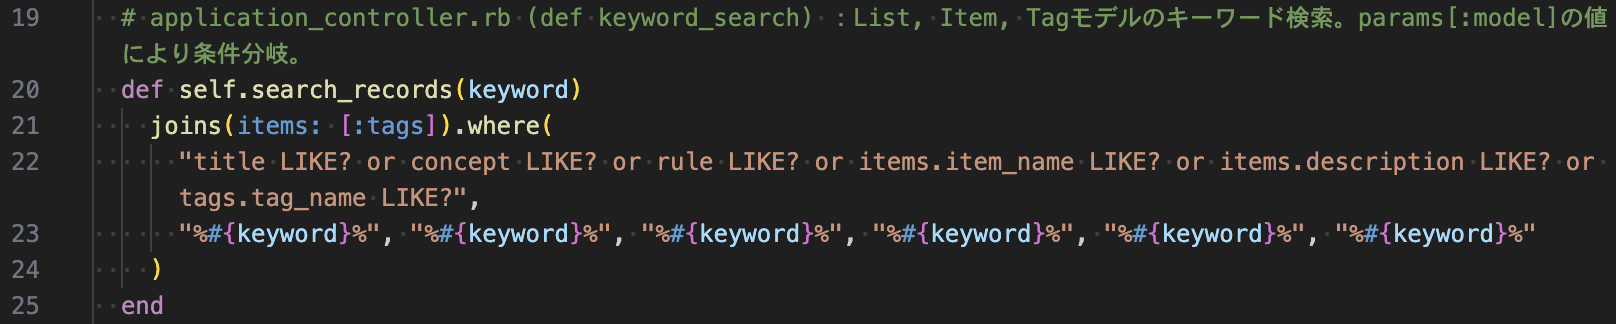 19 # application_controller.rb (def keyword_search) :List, Item, Tagモデルのキーワード検索。params[:model]の値
により条件分岐。
20 def self.search_records(keyword)
21 joins(items: [:tags]).where(
22 "title LIKE? or concept LIKE? or rule LIKE? or items.item_name LIKE? or items.description LIKE? or
tags.tag_name LIKE?",
23 "%#{keyword}%", "%#{keyword}%", "%#{keyword}%", "%#{keyword}%", "%#{keyword}%", "%#{keyword}%"
24 )
25 end